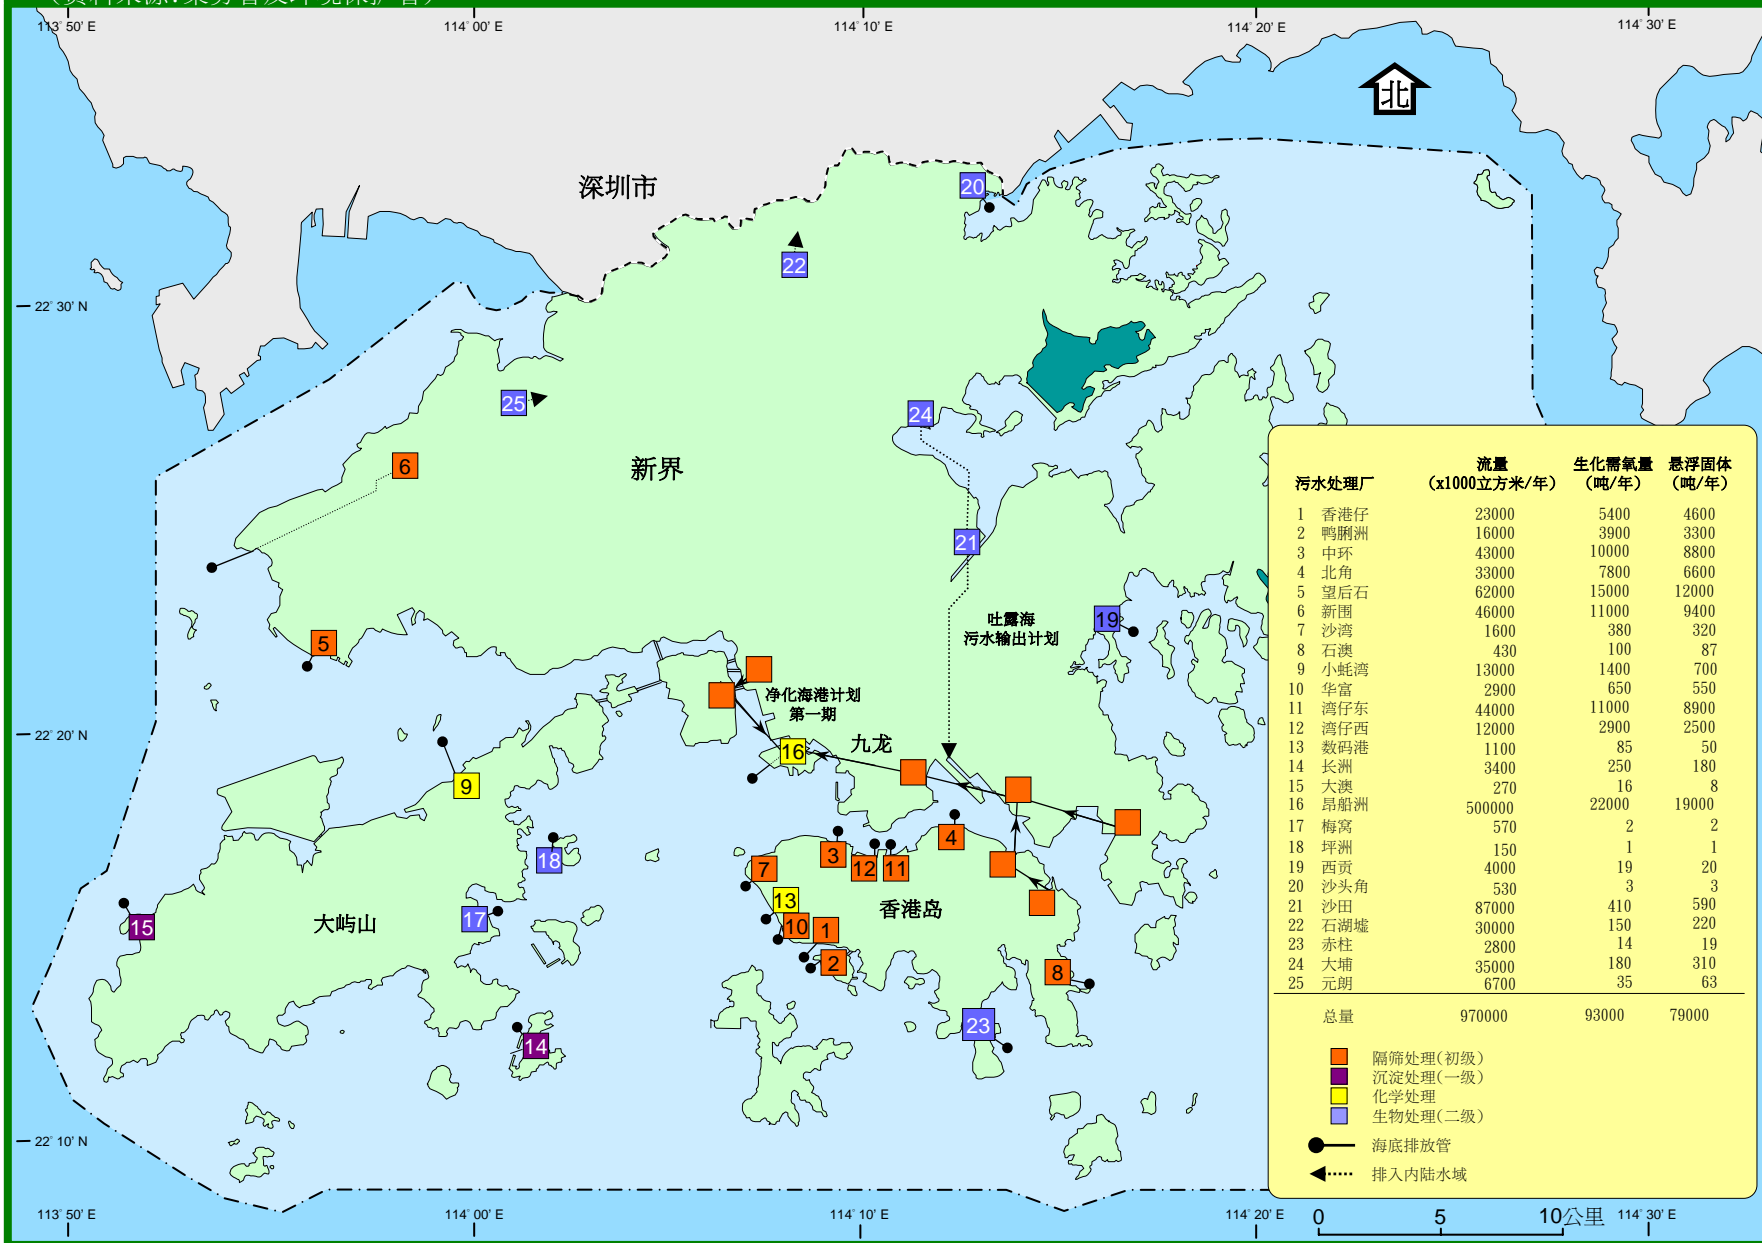 113° 50' E
114° 00' E
114° 10' E
114° 20' E
114° 30' E
北
深圳市
20
22
22° 30' N
25
24
6
新界
21
吐露海
污水输出计划
19
5
净化海港计划
第一期
22° 20' N
九龙
16
9
4
3
12
11
18
7
13
香港岛
17
大屿山
15
10
1
2
8
23
14
22° 10' N
污水处理厂 流量 (x1000立方米/年) 生化需氧量 (吨/年) 悬浮固体 (吨/年)
1 香港仔 23000 5400 4600
2 鸭脷洲 16000 3900 3300
3 中环 43000 10000 8800
4 北角 33000 7800 6600
5 望后石 62000 15000 12000
6 新围 46000 11000 9400
7 沙湾 1600 380 320
8 石澳 430 100 87
9 小蚝湾 13000 1400 700
10 华富 2900 650 550
11 湾仔东 44000 11000 8900
12 湾仔西 12000 2900 2500
13 数码港 1100 85 50
14 长洲 3400 250 180
15 大澳 270 16 8
16 昂船洲 500000 22000 19000
17 梅窝 570 2 2
18 坪洲 150 1 1
19 西贡 4000 19 20
20 沙头角 530 3 3
21 沙田 87000 410 590
22 石湖墟 30000 150 220
23 赤柱 2800 14 19
24 大埔 35000 180 310
25 元朗 6700 35 63
总量 970000 93000 79000
隔筛处理(初级)
沉淀处理(一级)
化学处理
生物处理(二级)
海底排放管
排入内陆水域
113° 50' E
114° 00' E
114° 10' E
114° 20' E
0 5 10公里
114° 30' E